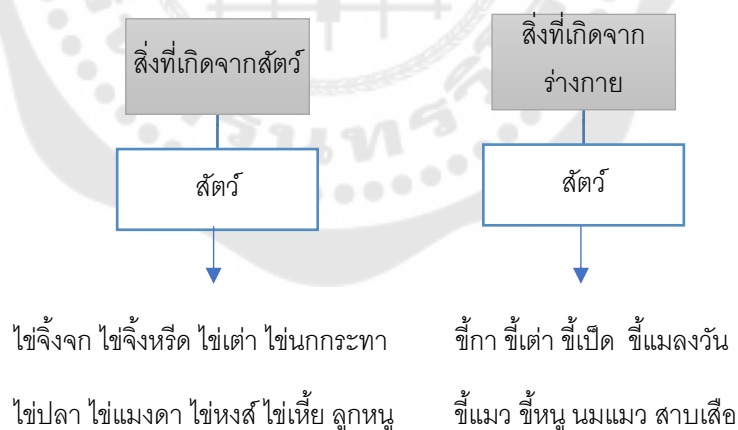 สิ่งที่เกิดจากสัตว์
สัตว์
ไข่จิ้งจก ไข่จิ้งหรีด ไข่เต่า ไข่นกกระทา
ไข่ปลา ไข่แมงดา ไข่หงส์ ไข่เหี้ย ลูกหนู
สิ่งที่เกิดจาก
ร่างกาย
สัตว์
ขี้กา ขี้เต่า ขี้เป็ด ขี้แมลงวัน
ขี้แมว ขี้หนู นมแมว สาบเสือ